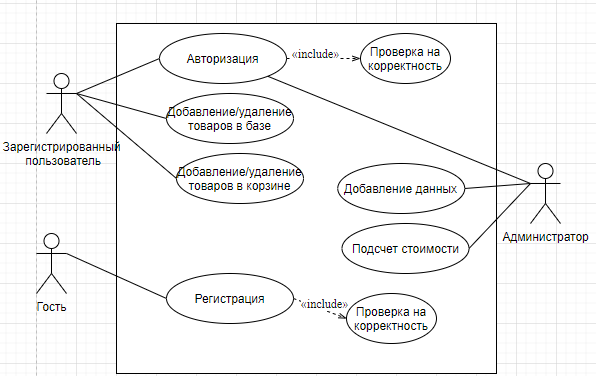 Авторизация
«include»
Проверка на
корректность
Добавление/удаление
товаров в базе
Зарегистрированный
пользователь
Добавление/удаление
товаров в корзине
Добавление данных
Администратор
Подсчет стоимости
Гость
Регистрация
«include»
Проверка на
корректность